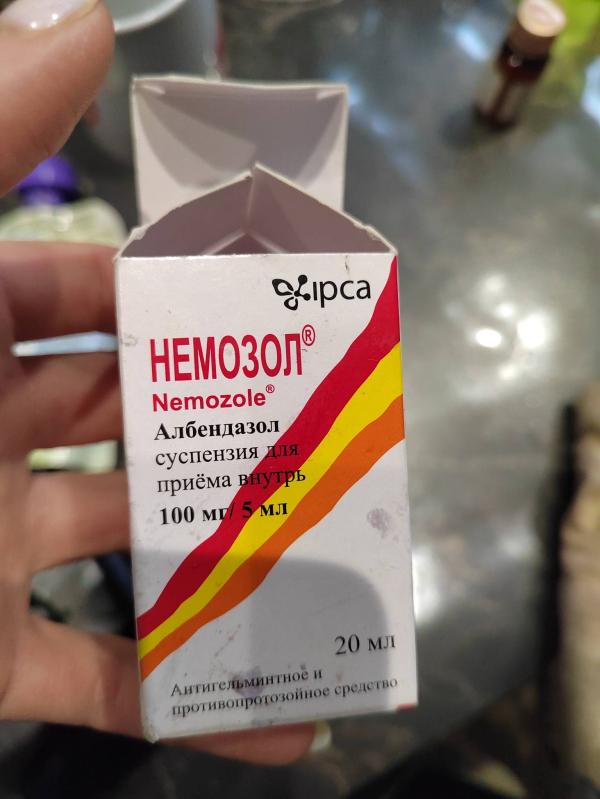 ipca
НЕМОЗОЛ®
Nemozole®
Албендазол
суспензия для
приёма внутрь
100 мг/ 5 мл
20 мл
Антигельминтное и
противопротозойное средство